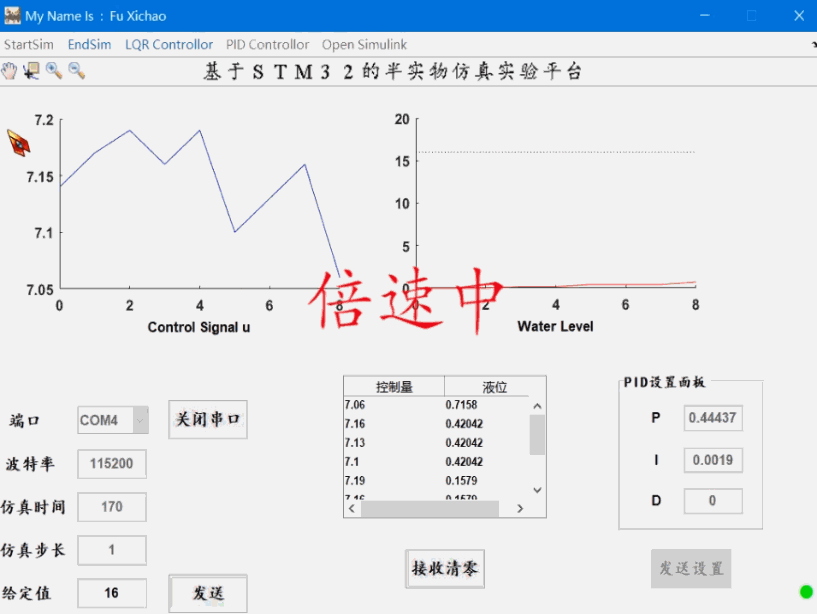 My Name Is : Fu Xichao
StartSim EndSim LQR Controllor PID Controllor Open Simulink
基于STM32的半实物仿真实验平台
7.2
7.15
7.1
7.05
0 2 4 6 8
Control Signal u
20
15
10
5
0
0 2 4 6 8
Water Level
倍速中
端口 COM4 关闭串口
波特率 115200
仿真时间 170
仿真步长 1
给定值 16 发送
控制量 液位
7.06 0.7158
7.16 0.42042
7.13 0.42042
7.1 0.42042
7.19 0.1579
7.16 0.1579
接收清零
PID设置面板
P 0.44437
I 0.0019
D 0
发送设置